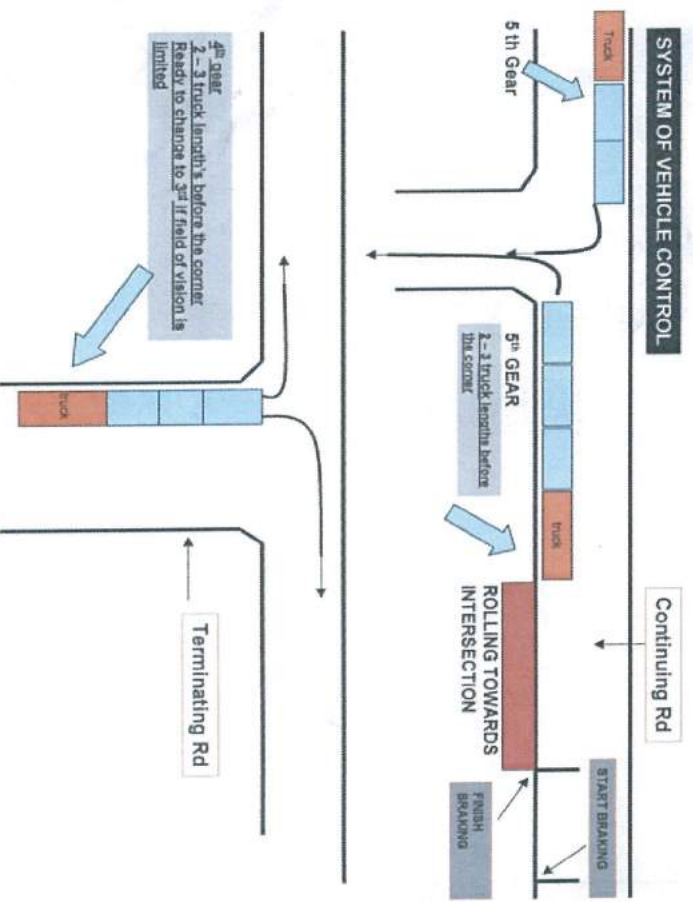 SYSTEM OF VEHICLE CONTROL
Truck
5 th Gear
Continuing Rd
truck
5th GEAR
2 – 3 truck lengths before
the corner
ROLLING TOWARDS
INTERSECTION
START BRAKING
FINISH
BRAKING
4th gear
2 – 3 truck length's before the corner
Ready to change to 3rd if field of vision is
limited
truck
Terminating Rd